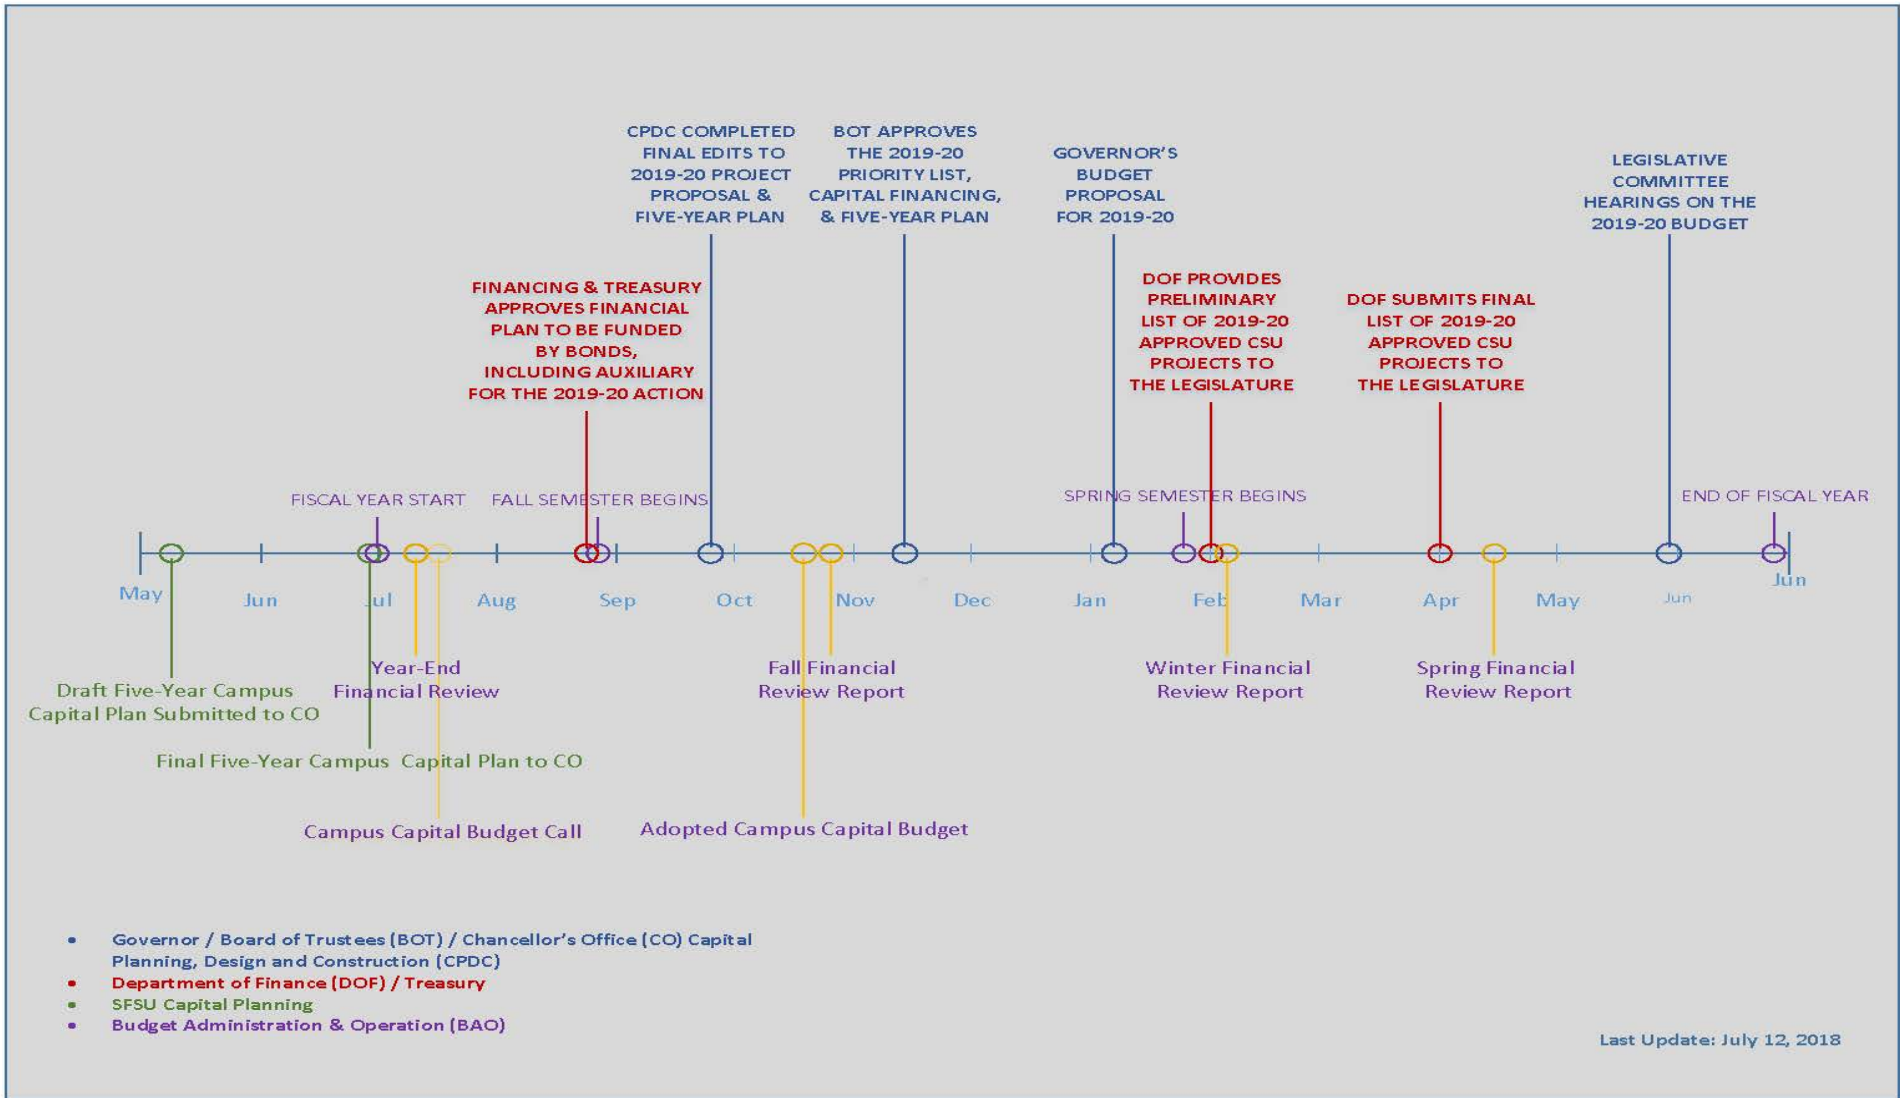 CPDC COMPLETED
FINAL EDITS TO
2019-20 PROJECT
PROPOSAL &
FIVE-YEAR PLAN
BOT APPROVES
THE 2019-20
PRIORITY LIST,
CAPITAL FINANCING,
& FIVE-YEAR PLAN
GOVERNOR'S
BUDGET
PROPOSAL
FOR 2019-20
LEGISLATIVE
COMMITTEE
HEARINGS ON THE
2019-20 BUDGET
FINANCING & TREASURY
APPROVES FINANCIAL
PLAN TO BE FUNDED
BY BONDS,
INCLUDING AUXILIARY
FOR THE 2019-20 ACTION
DOF PROVIDES
PRELIMINARY
LIST OF 2019-20
APPROVED CSU
PROJECTS TO
THE LEGISLATURE
DOF SUBMITS FINAL
LIST OF 2019-20
APPROVED CSU
PROJECTS TO
THE LEGISLATURE
FISCAL YEAR START
FALL SEMESTER BEGINS
SPRING SEMESTER BEGINS
END OF FISCAL YEAR
May
Jun
Jul
Aug
Sep
Oct
Nov
Dec
Jan
Feb
Mar
Apr
May
Jun
Jun
Draft Five-Year Campus
Capital Plan Submitted to CO
Year-End
Financial Review
Fall Financial
Review Report
Winter Financial
Review Report
Spring Financial
Review Report
Final Five-Year Campus Capital Plan to CO
Campus Capital Budget Call
Adopted Campus Capital Budget
• Governor / Board of Trustees (BOT) / Chancellor's Office (CO) Capital
Planning, Design and Construction (CPDC)
• Department of Finance (DOF) / Treasury
• SFSU Capital Planning
• Budget Administration & Operation (BAO)
Last Update: July 12, 2018